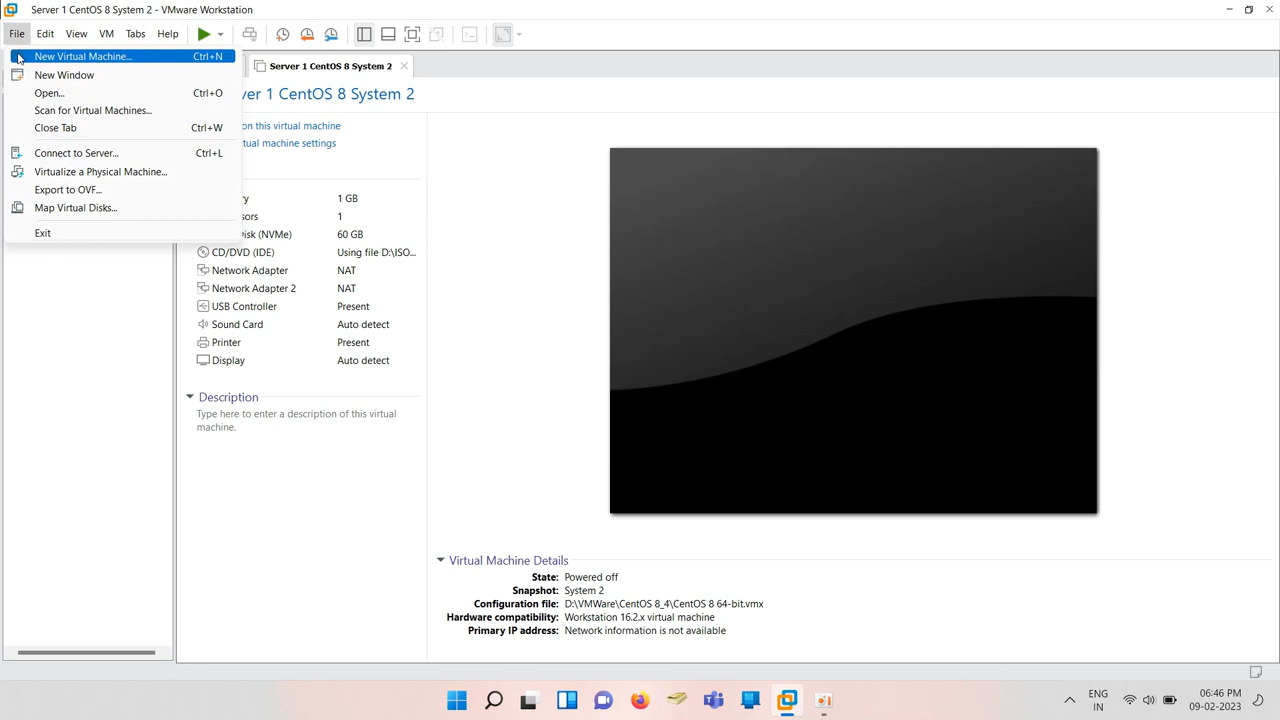 Server 1 CentOS 8 System 2 - VMware Workstation
File Edit View VM Tabs Help
New Virtual Machine... Ctrl+N
New Window
Open... Ctrl+O
Scan for Virtual Machines...
Close Tab Ctrl+W
Connect to Server... Ctrl+L
Virtualize a Physical Machine...
Export to OVF...
Map Virtual Disks...
Exit
Server 1 CentOS 8 System 2
ver 1 CentOS 8 System 2
on this virtual machine
tual machine settings
ry 1 GB
sors 1
isk (NVMe) 60 GB
CD/DVD (IDE) Using file D:\ISO...
Network Adapter NAT
Network Adapter 2 NAT
USB Controller Present
Sound Card Auto detect
Printer Present
Display Auto detect
Description
Type here to enter a description of this virtual
machine.
Virtual Machine Details
State: Powered off
Snapshot: System 2
Configuration file: D:\VMWare\CentOS 8_4\CentOS 8 64-bit.vmx
Hardware compatibility: Workstation 16.2.x virtual machine
Primary IP address: Network information is not available
ENG
IN
06:46 PM
09-02-2023